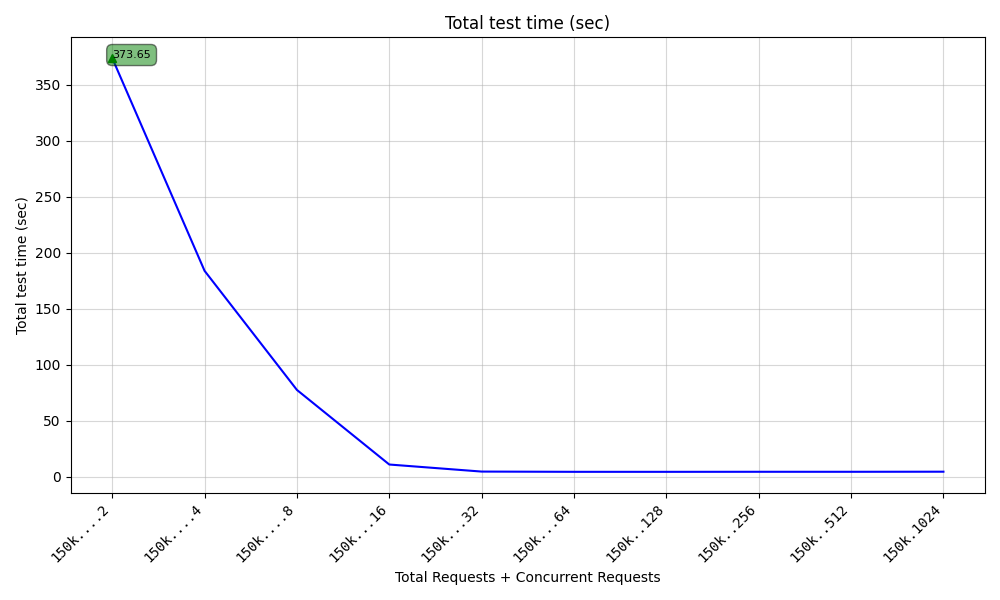 Total test time (sec)
373.65
Total test time (sec)
350
300
250
200
150
100
50
0
150k....2
150k....4
150k....8
150k...16
150k...32
150k...64
150k..128
150k..256
150k..512
150k.1024
Total Requests + Concurrent Requests